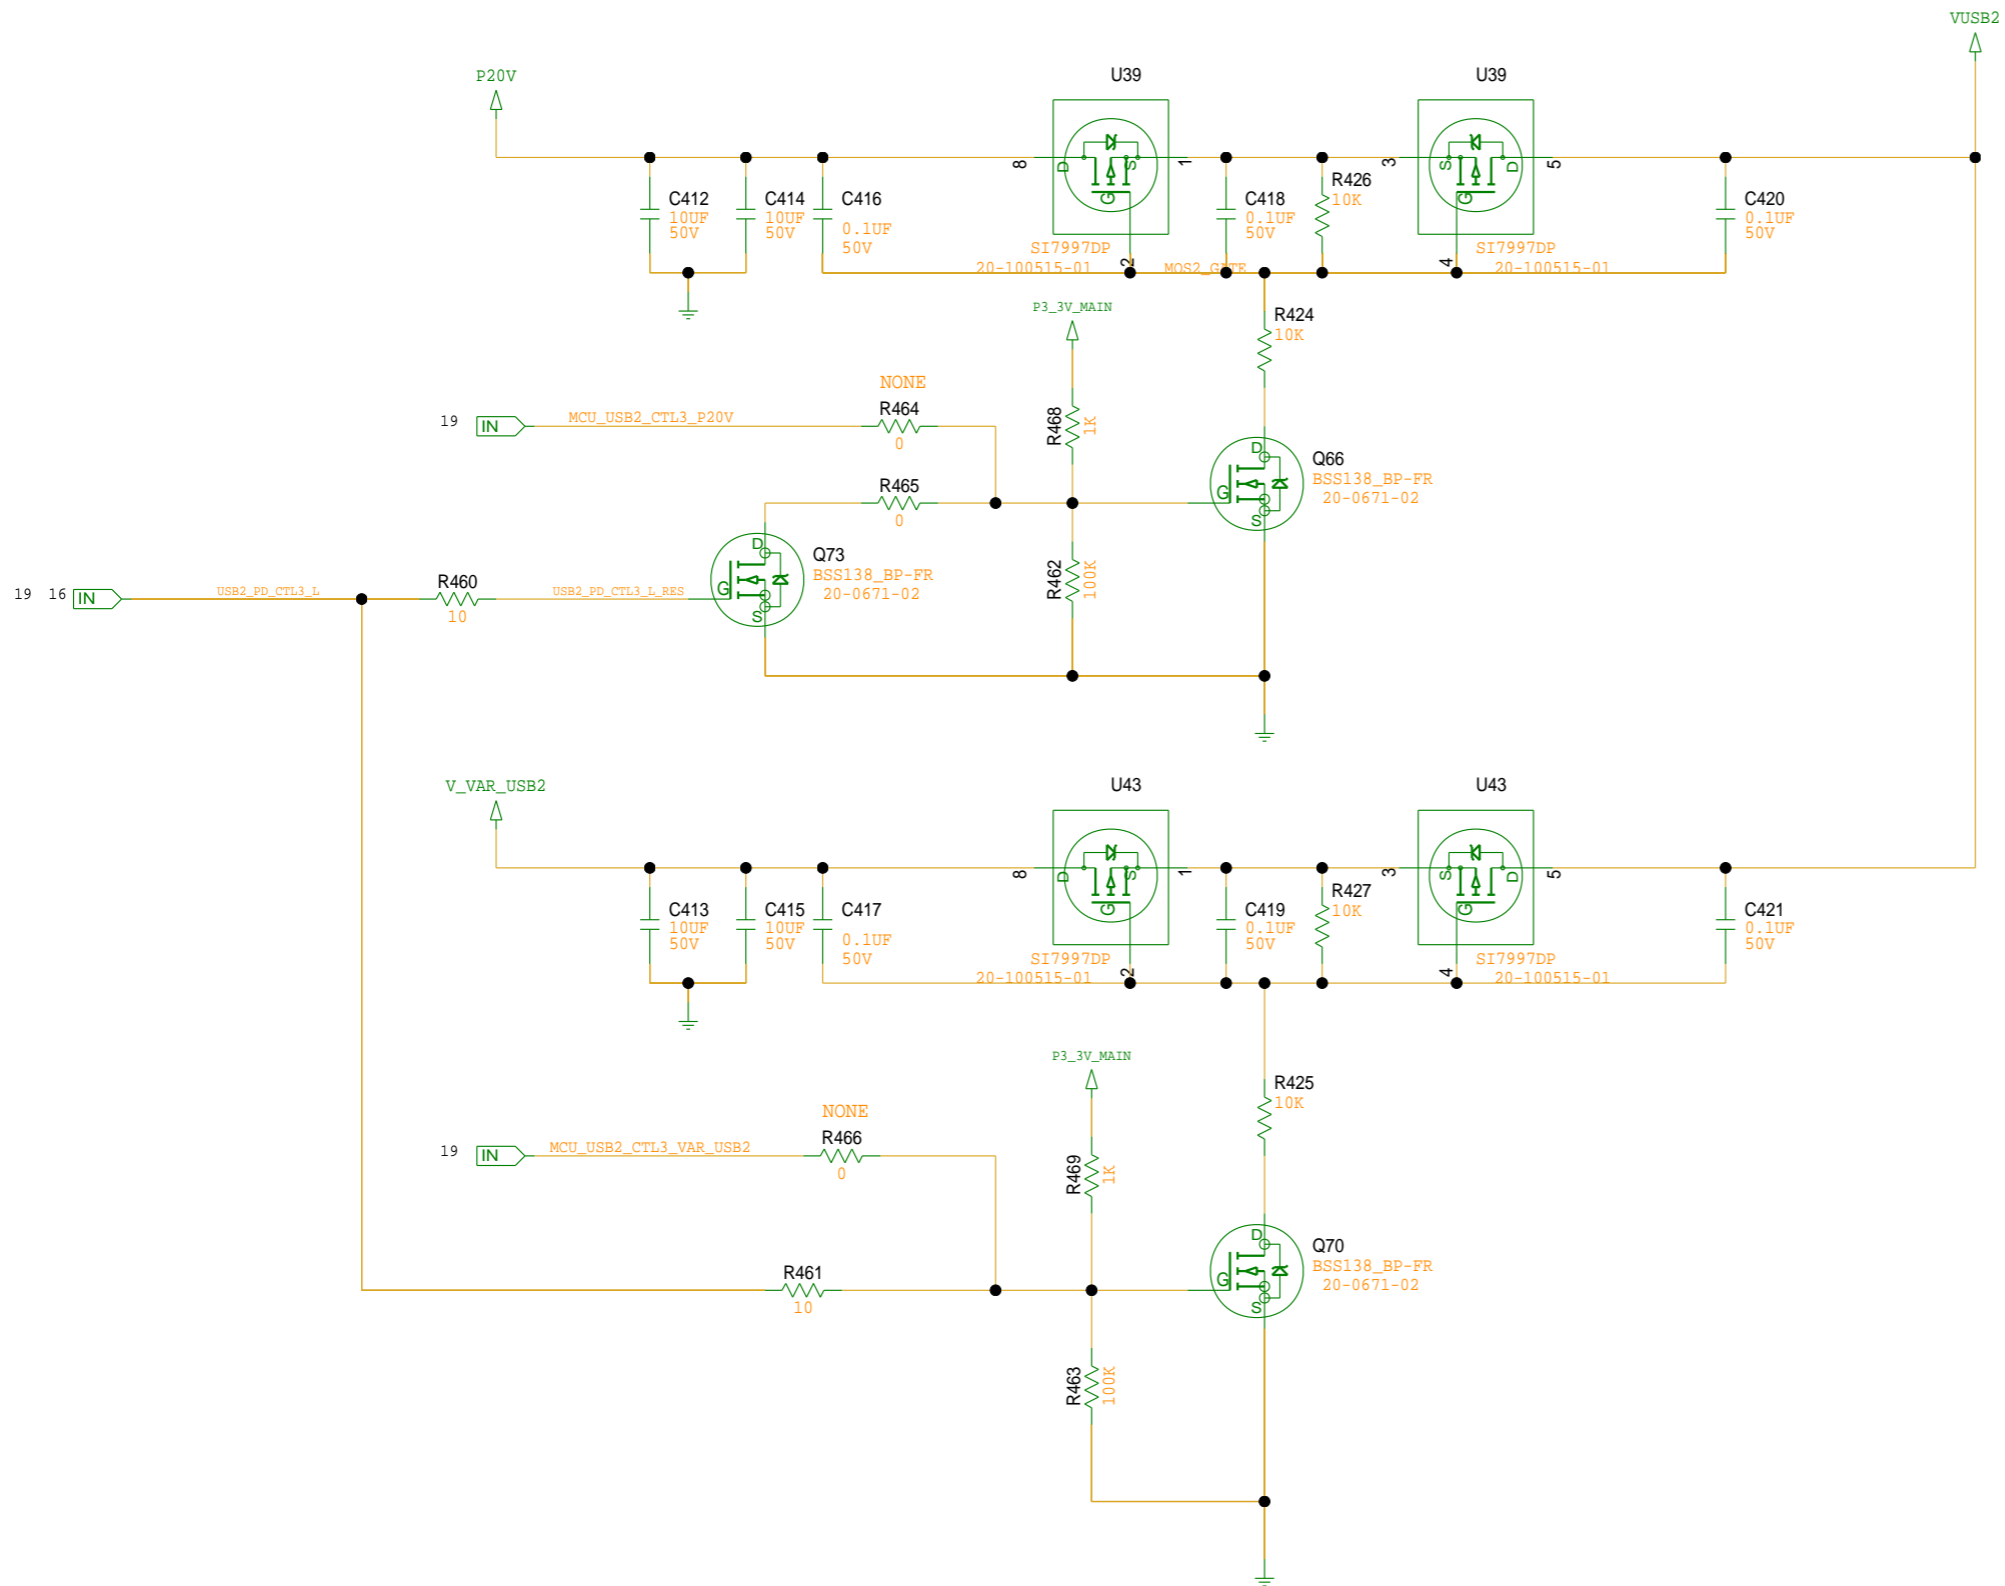 VUSB2
P20V
U39
U39
8
D
S
G
1
3
S
D
G
5
C412
10UF
50V
C414
10UF
50V
C416
0.1UF
50V
C418
0.1UF
50V
R426
10K
C420
0.1UF
50V
SI7997DP
20-100515-01
2
SI7997DP
20-100515-01
4
P3_3V_MAIN
R424
10K
NONE
R464
0
19 IN MCU_USB2_CTL3_P20V
R468
1K
R465
0
D
G
S
Q66
BSS138_BP-FR
20-0671-02
D
G
S
Q73
BSS138_BP-FR
20-0671-02
R462
100K
19 16 IN USB2_PD_CTL3_L
R460
10
USB2_PD_CTL3_L_RES
V_VAR_USB2
U43
U43
8
D
S
G
1
3
S
D
G
5
C413
10UF
50V
C415
10UF
50V
C417
0.1UF
50V
C419
0.1UF
50V
R427
10K
C421
0.1UF
50V
SI7997DP
20-100515-01
2
SI7997DP
20-100515-01
4
P3_3V_MAIN
R425
10K
NONE
R466
0
19 IN MCU_USB2_CTL3_VAR_USB2
R469
1K
R461
10
D
G
S
Q70
BSS138_BP-FR
20-0671-02
R463
100K